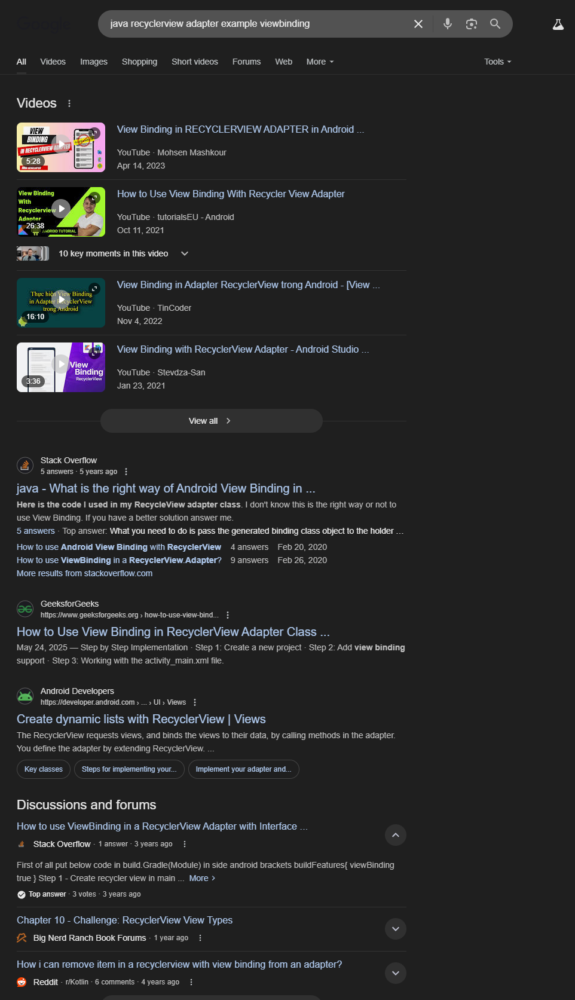 java recyclerview adapter example viewbinding
All Videos Images Shopping Short videos Forums Web More Tools
Videos
VIEW
BINDING
IN RECYCLERVIEW ADAPTER
5:28
View Binding in RECYCLERVIEW ADAPTER in Android ...
YouTube · Mohsen Mashkour
Apr 14, 2023
View Binding
With
Recyclerview
Adapter
26:38
ANDROID TUTORIAL
How to Use View Binding With Recycler View Adapter
YouTube · tutorialsEU - Android
Oct 11, 2021
10 key moments in this video
Thực hiện View Binding
in Adapter RecyclerView
trong Android
16:10
View Binding in Adapter RecyclerView trong Android - [View ...
YouTube · TinCoder
Nov 4, 2022
View
Binding
RecyclerView
3:36
View Binding with RecyclerView Adapter - Android Studio ...
YouTube · Stevdza-San
Jan 23, 2021
View all
Stack Overflow
5 answers · 5 years ago
java - What is the right way of Android View Binding in ...
Here is the code I used in my RecycleView adapter class. I don't know this is the right way or not to
use View Binding. If you have a better solution answer me.
5 answers · Top answer: What you need to do is pass the generated binding class object to the holder ...
How to use Android View Binding with RecyclerView 4 answers Feb 20, 2020
How to use ViewBinding in a RecyclerView.Adapter? 9 answers Feb 26, 2020
More results from stackoverflow.com
GeeksforGeeks
https://www.geeksforgeeks.org › how-to-use-view-bind...
How to Use View Binding in RecyclerView Adapter Class ...
May 24, 2025 — Step by Step Implementation · Step 1: Create a new project · Step 2: Add view binding
support · Step 3: Working with the activity_main.xml file.
Android Developers
https://developer.android.com › ... › UI › Views
Create dynamic lists with RecyclerView | Views
The RecyclerView requests views, and binds the views to their data, by calling methods in the adapter.
You define the adapter by extending RecyclerView. ...
Key classes Steps for implementing your... Implement your adapter and...
Discussions and forums
How to use ViewBinding in a RecyclerView Adapter with Interface ...
Stack Overflow · 1 answer · 3 years ago
First of all put below code in build.Gradle(Module) in side android brackets buildFeatures{ viewBinding
true } Step 1 - Create recycler view in main ... More ›
Top answer · 3 votes · 3 years ago
Chapter 10 - Challenge: RecyclerView View Types
Big Nerd Ranch Book Forums · 1 year ago
How i can remove item in a recyclerview with view binding from an adapter?
Reddit · r/Kotlin · 6 comments · 4 years ago